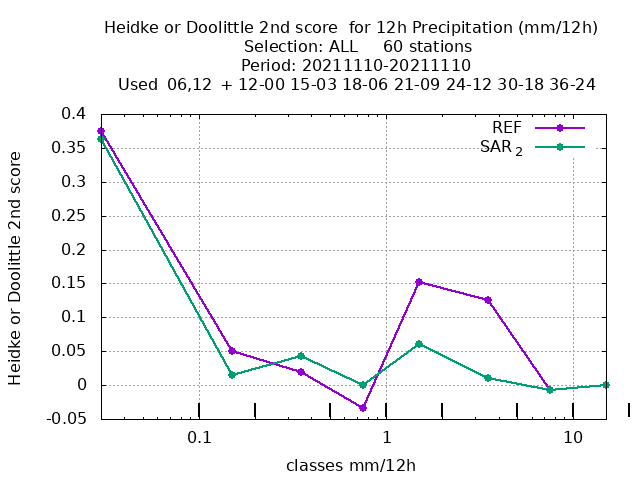 Heidke or Doolittle 2nd score  for 12h Precipitation (mm/12h)
Selection: ALL     60 stations
Period: 20211110-20211110
Used  06,12  + 12-00 15-03 18-06 21-09 24-12 30-18 36-24
REF
SAR 2
Heidke or Doolittle 2nd score
0.4
0.35
0.3
0.25
0.2
0.15
0.1
0.05
0
-0.05
0.1 1 10
classes mm/12h